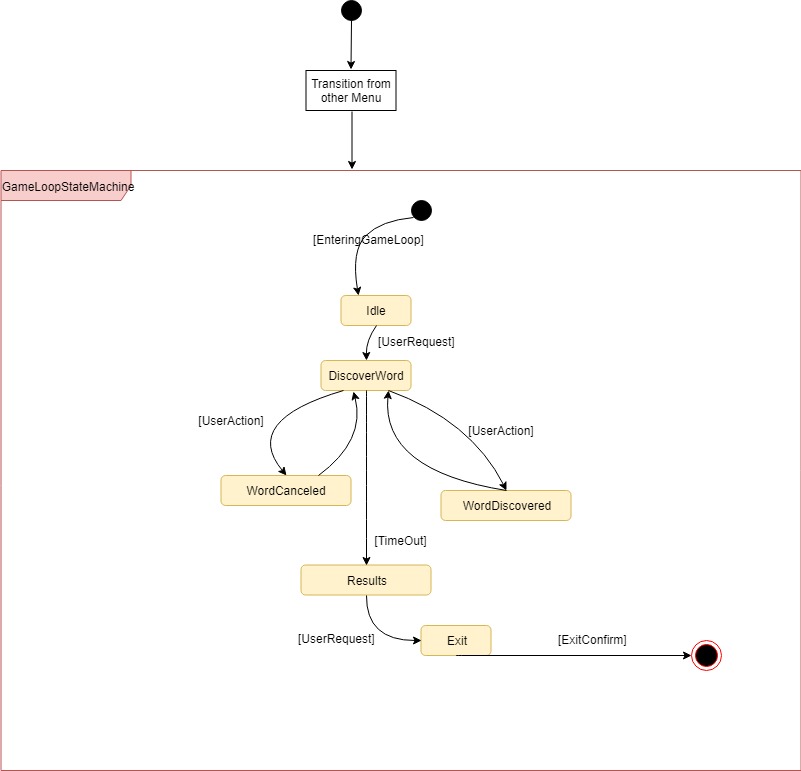 Transition from
other Menu
GameLoopStateMachine
[EnteringGameLoop]
Idle
[UserRequest]
DiscoverWord
[UserAction]
[UserAction]
WordCanceled
WordDiscovered
[TimeOut]
Results
[UserRequest]
Exit
[ExitConfirm]